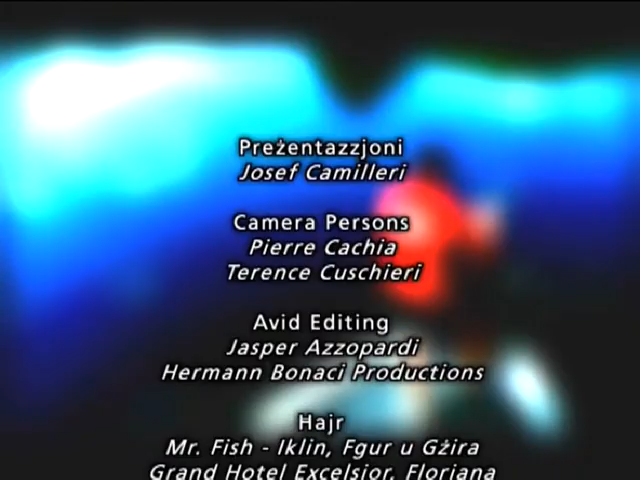 Preżentazzjoni
Josef Camilleri
Camera Persons
Pierre Cachia
Terence Cuschieri
Avid Editing
Jasper Azzopardi
Hermann Bonaci Productions
Hajr
Mr. Fish - Iklin, Fgur u Gżira
Grand Hotel Excelsior, Floriana